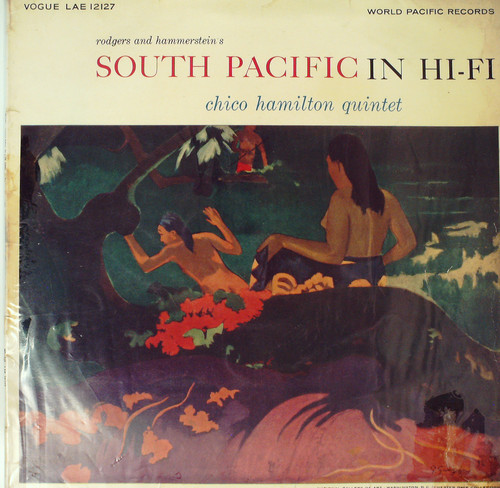 VOGUE LAE 12127
WORLD PACIFIC RECORDS
rodgers and hammerstein's
SOUTH PACIFIC IN HI-FI
chico hamilton quintet